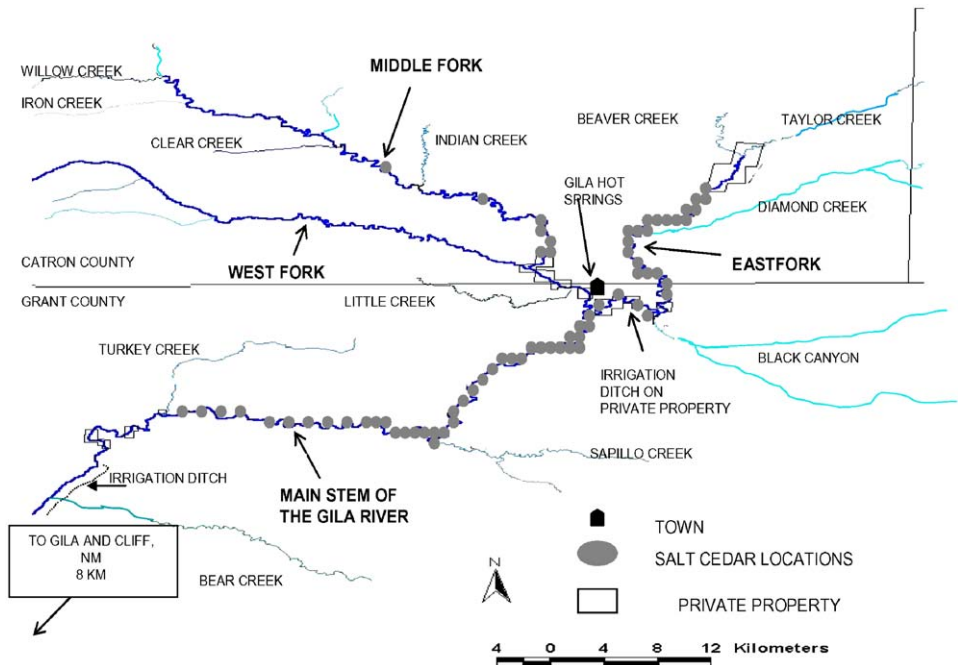 WILLOW CREEK
IRON CREEK
CLEAR CREEK
MIDDLE FORK
INDIAN CREEK
BEAVER CREEK
TAYLOR CREEK
GILA HOT
SPRINGS
DIAMOND CREEK
CATRON COUNTY
GRANT COUNTY
WEST FORK
EASTFORK
LITTLE CREEK
TURKEY CREEK
BLACK CANYON
IRRIGATION
DITCH ON
PRIVATE PROPERTY
SAPILLO CREEK
IRRIGATION DITCH
MAIN STEM OF
THE GILA RIVER
TO GILA AND CLIFF,
NM
8 KM
BEAR CREEK
N
TOWN
SALT CEDAR LOCATIONS
PRIVATE PROPERTY
4 0 4 8 12 Kilometers